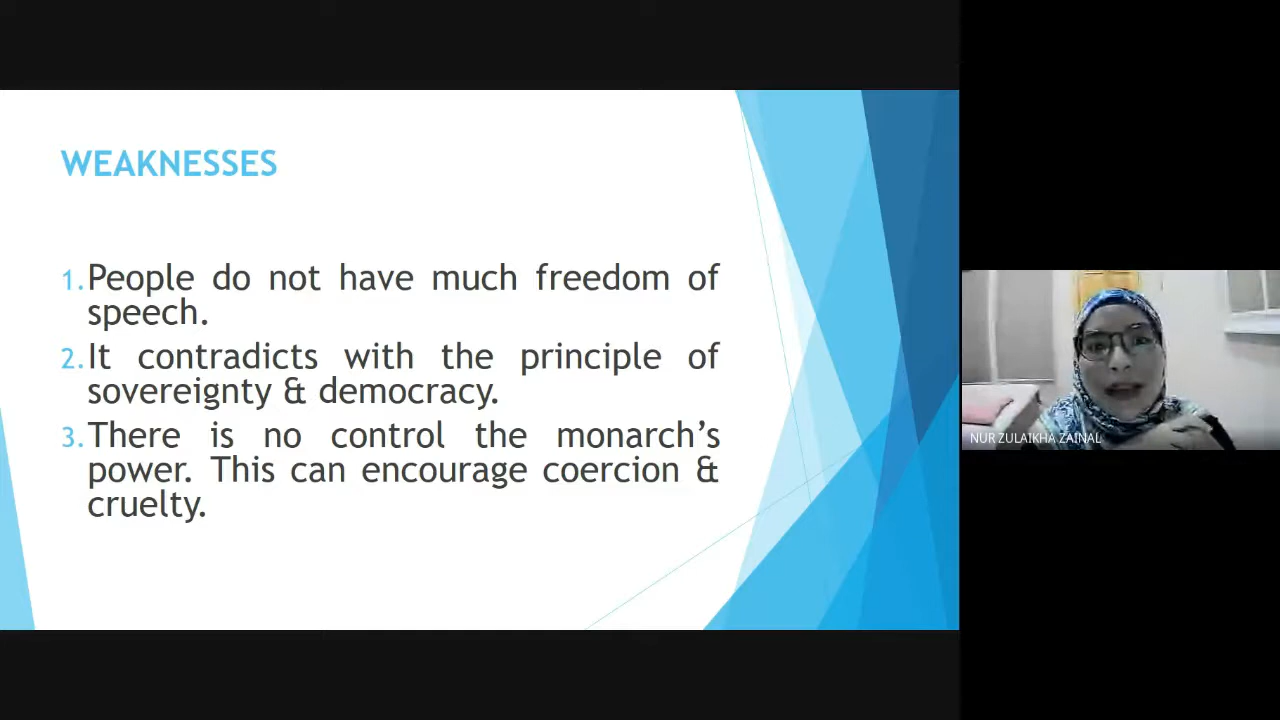 WEAKNESSES
1. People do not have much freedom of
speech.
2. It contradicts with the principle of
sovereignty & democracy.
3. There is no control the monarch’s
power. This can encourage coercion &
cruelty.
NUR ZULAIKHA ZAINAL